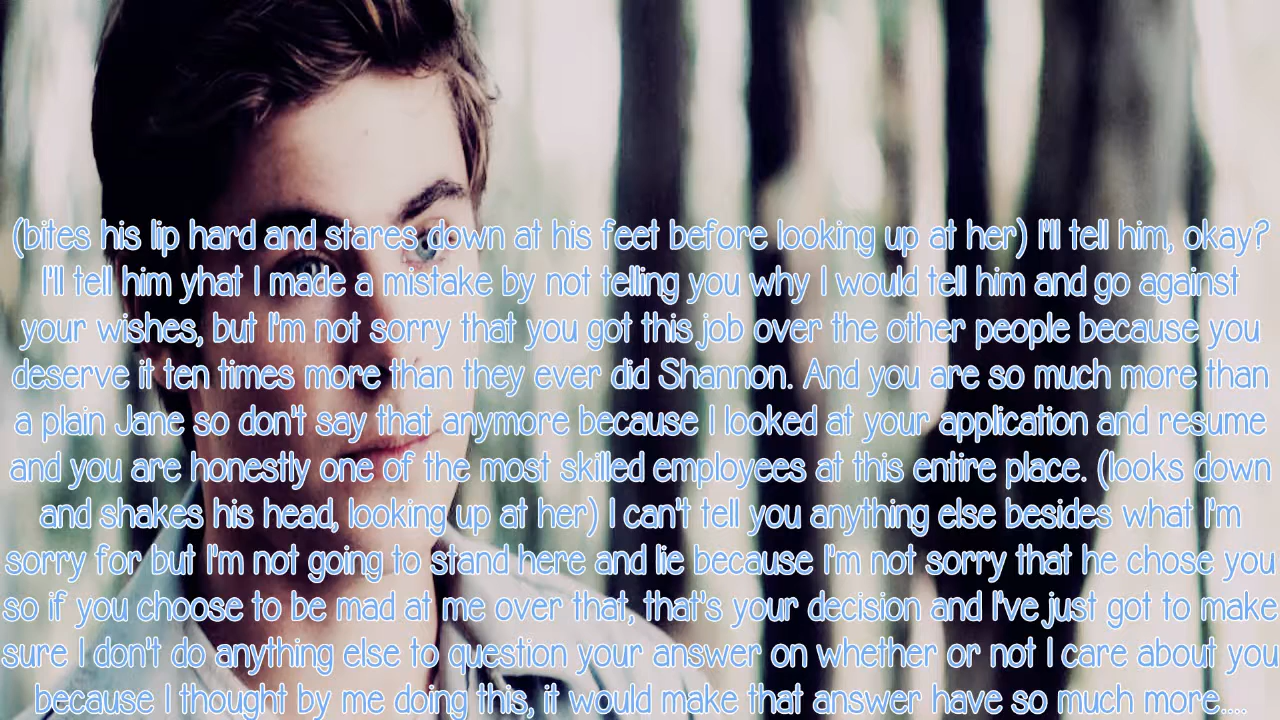 (bites his lip hard and stares down at his feet before looking up at her) I'll tell him, okay?
I'll tell him yhat I made a mistake by not telling you why I would tell him and go against
your wishes, but I'm not sorry that you got this job over the other people because you
deserve it ten times more than they ever did Shannon. And you are so much more than
a plain Jane so don't say that anymore because I looked at your application and resume
and you are honestly one of the most skilled employees at this entire place. (looks down
and shakes his head, looking up at her) I can't tell you anything else besides what I'm
sorry for but I'm not going to stand here and lie because I'm not sorry that he chose you
so if you choose to be mad at me over that, that's your decision and I've just got to make
sure I don't do anything else to question your answer on whether or not I care about you
because I thought by me doing this, it would make that answer have so much more....